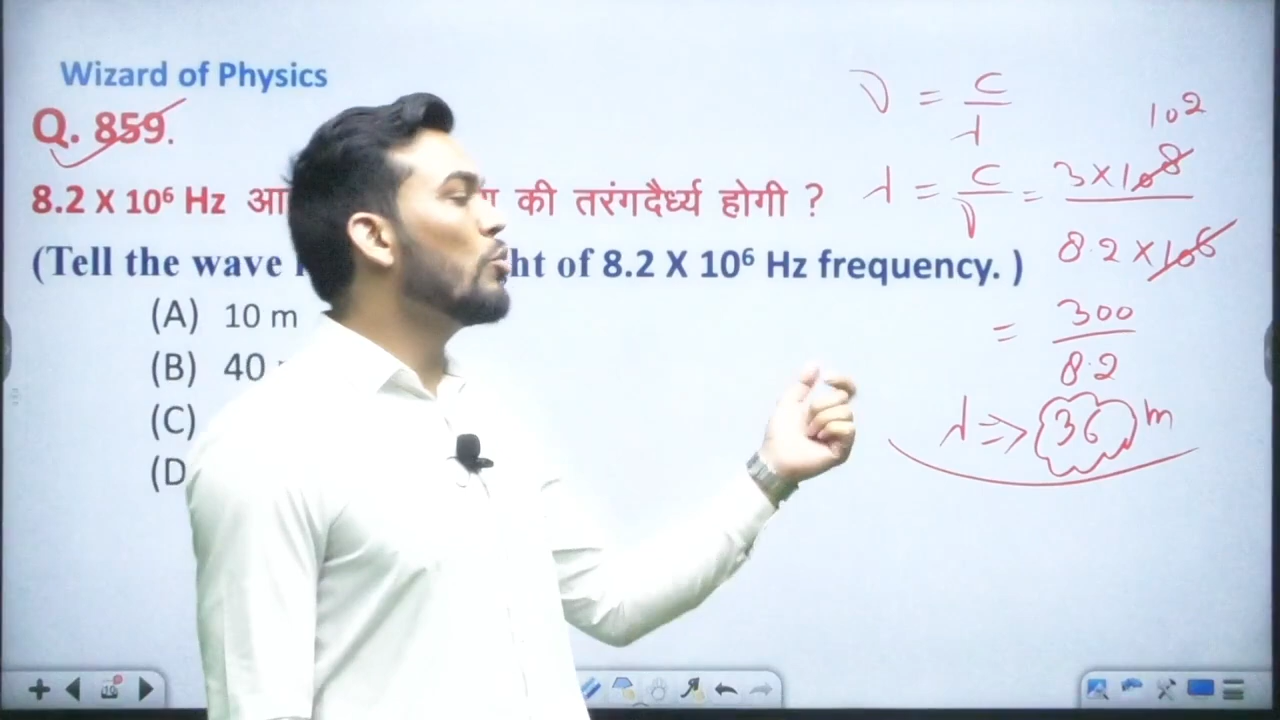 Wizard of Physics
Q. 859.
8.2 X 10⁶ Hz की तरंगदैर्ध्य होगी ?
(Tell the wave of 8.2 X 10⁶ Hz frequency. )
(A) 10 m
(B) 40
(C)
(D
ν = c/λ
λ = c/ν = 3×10⁸/8.2×10⁶
10²
= 300/8.2
λ ⇒ 36 m